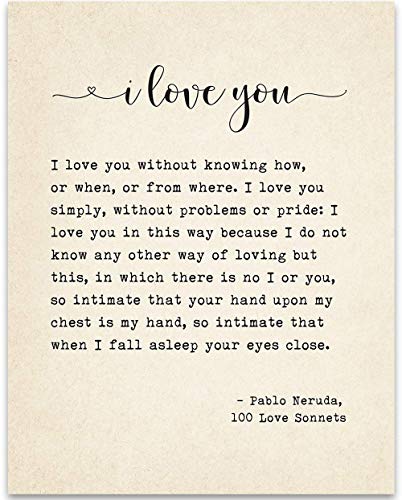 i love you
I love you without knowing how,
or when, or from where. I love you
simply, without problems or pride: I
love you in this way because I do not
know any other way of loving but
this, in which there is no I or you,
so intimate that your hand upon my
chest is my hand, so intimate that
when I fall asleep your eyes close.
– Pablo Neruda,
100 Love Sonnets